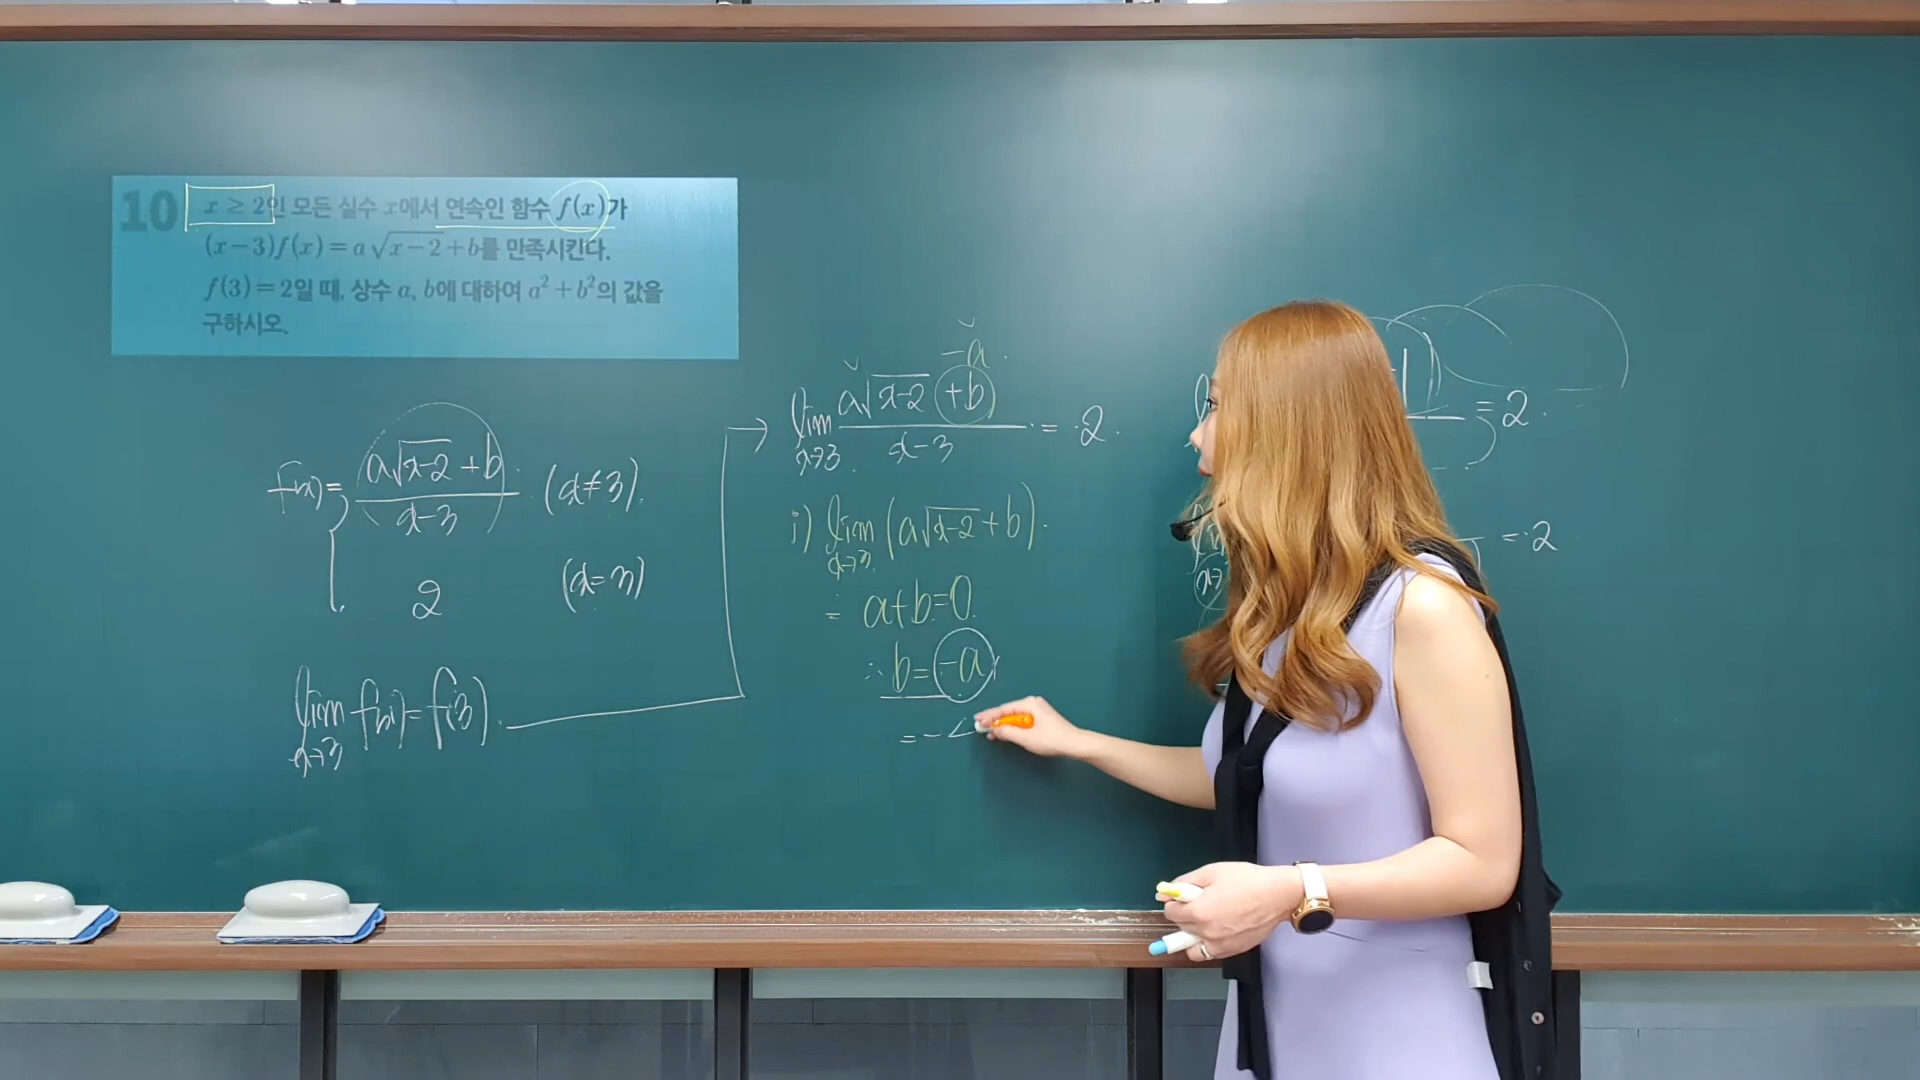 10 x ≥ 2인 모든 실수 x에서 연속인 함수 f(x)가
(x−3)f(x)=a√(x−2)+b를 만족시킨다.
f(3)=2일 때, 상수 a, b에 대하여 a²+b²의 값을
구하시오.
f(x)= { (a√(x-2) +b)/(x-3) (x≠3).
2 (x=3)
lim x→3 f(x)=f(3).
-a
→ lim x→3 (a√(x-2) +b)/(x-3) = 2.
i) lim x→3 (a√(x-2)+b).
= a+b=0.
∴ b=-a
= -4
=2.
=2